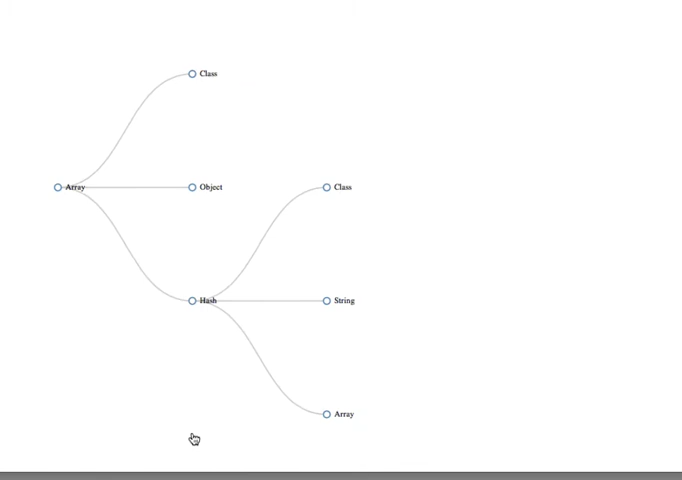 Class
Array
Object
Class
Hash
String
Array